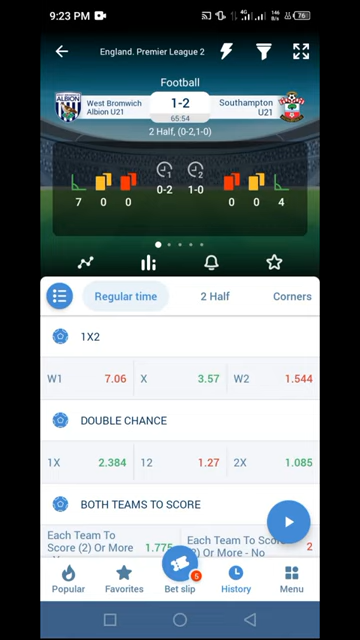 9:23 PM
4G
146
B/s
76
England. Premier League 2
Football
West Bromwich
Albion U21
1-2
65:54
Southampton
U21
2 Half, (0-2,1-0)
1
2
7
0
0
0-2
1-0
0
0
4
Regular time
2 Half
Corners
1X2
W1
7.06
X
3.57
W2
1.544
DOUBLE CHANCE
1X
2.384
12
1.27
2X
1.085
BOTH TEAMS TO SCORE
Each Team To
Score (2) Or More
1.775
Each Team To
Score (2) Or More - No
2
Popular
Favorites
5
Bet slip
History
Menu